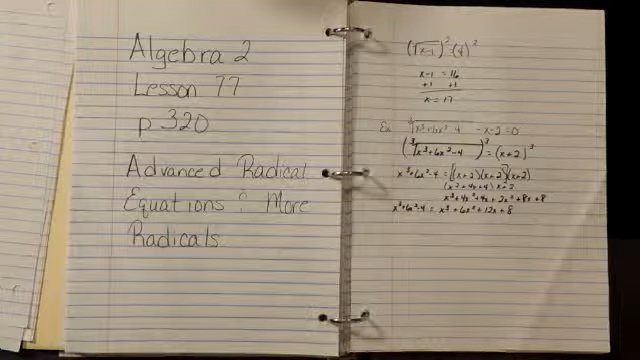 Algebra 2
Lesson 77
p 320
Advanced Radical
Equations & More
Radicals
(√x-1)² = (4)²
x-1 = 16
+1 +1
x = 17
Ex ∛x³+6x²-4 - x-2=0
(∛x³+6x²-4)³ = (x+2)³
x³+6x²-4 = [(x+2)(x+2)](x+2)
(x²+4x+4) x+2
x³+4x²+4x+2x²+8x+8
x³+6x²-4 = x³+6x²+12x+8